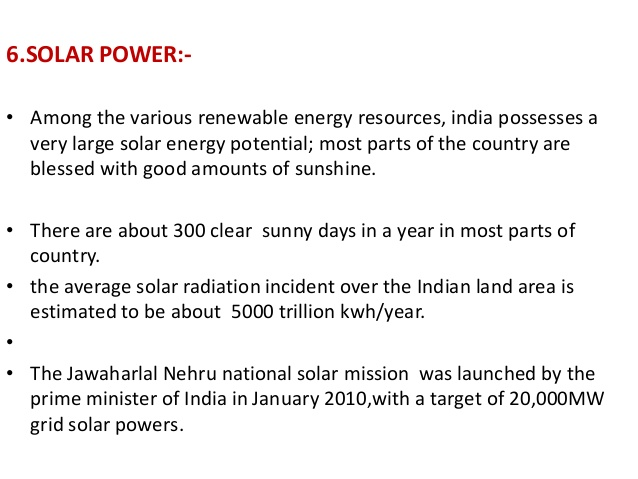 6.SOLAR POWER:-
• Among the various renewable energy resources, india possesses a
very large solar energy potential; most parts of the country are
blessed with good amounts of sunshine.
• There are about 300 clear  sunny days in a year in most parts of
country.
• the average solar radiation incident over the Indian land area is
estimated to be about  5000 trillion kwh/year.
•
• The Jawaharlal Nehru national solar mission  was launched by the
prime minister of India in January 2010,with a target of 20,000MW
grid solar powers.